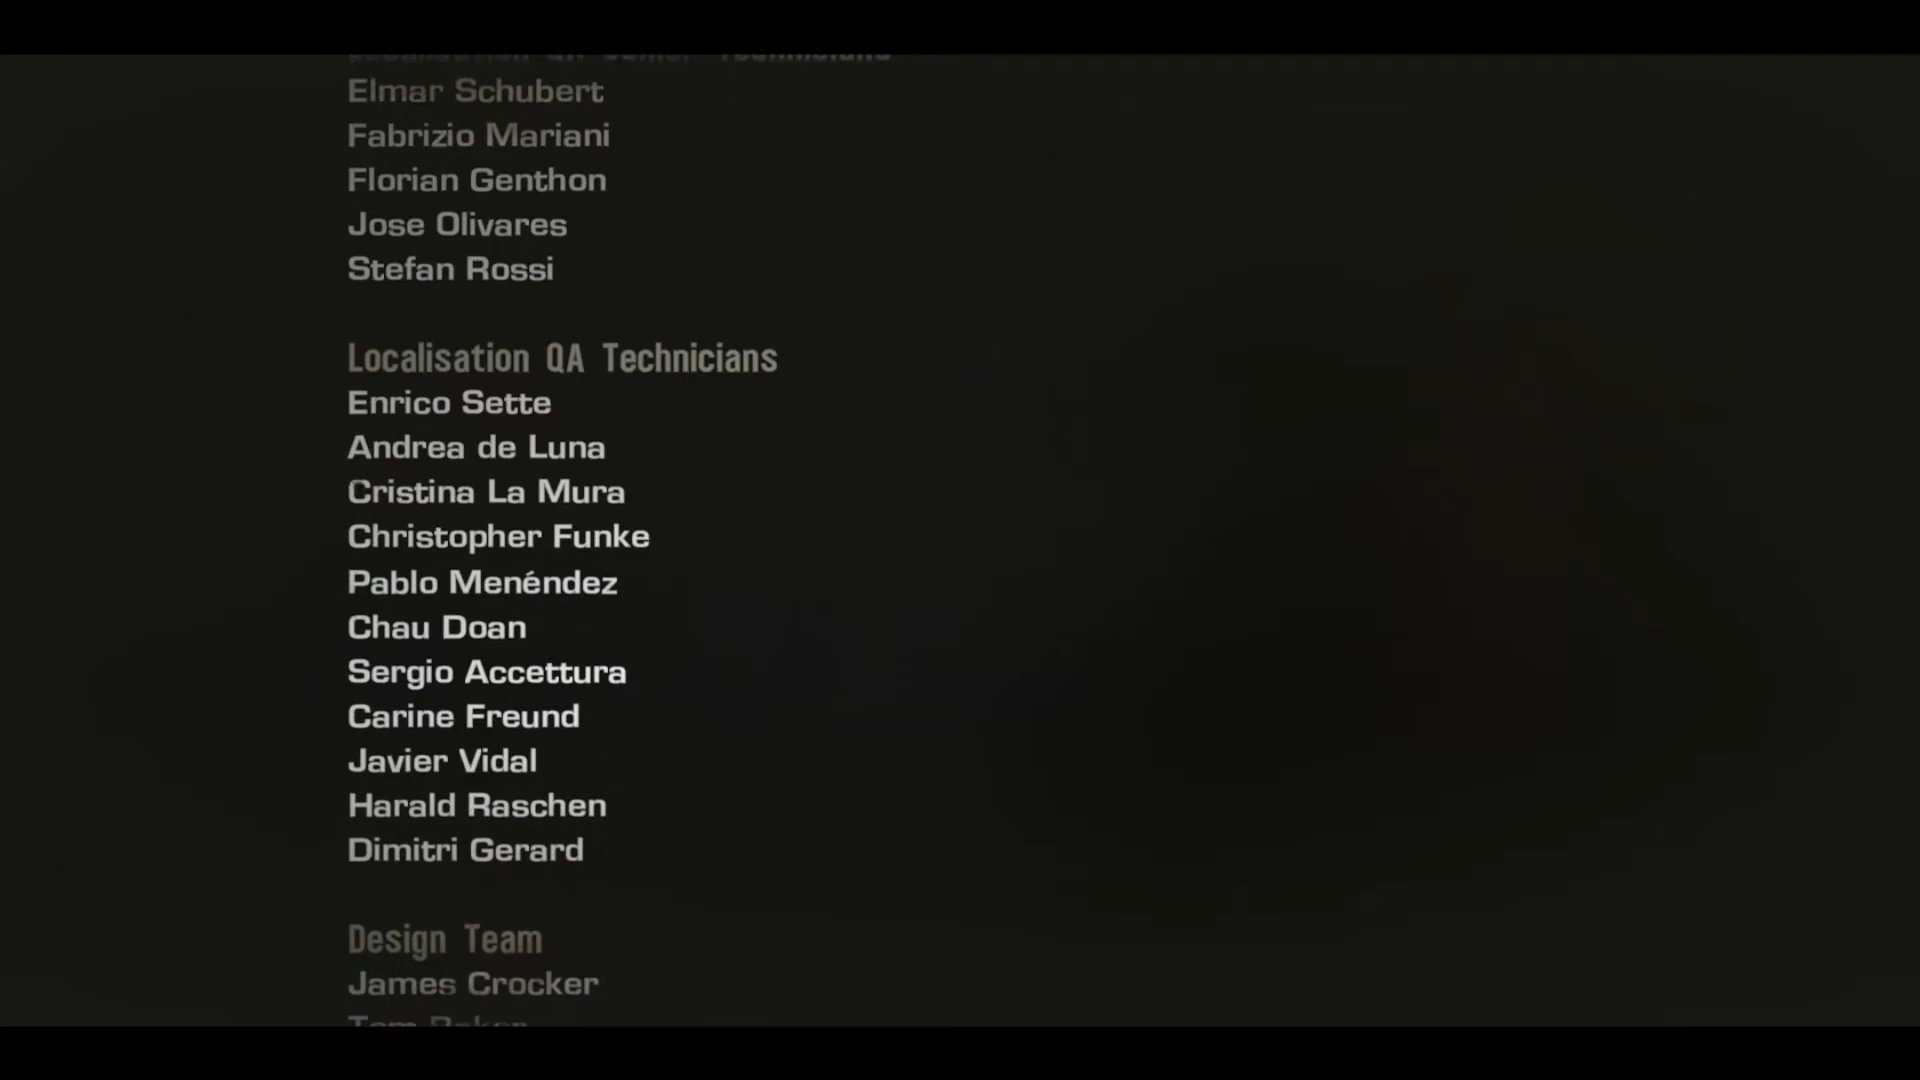 Technicians
Elmar Schubert
Fabrizio Mariani
Florian Genthon
Jose Olivares
Stefan Rossi
Localisation QA Technicians
Enrico Sette
Andrea de Luna
Cristina La Mura
Christopher Funke
Pablo Menéndez
Chau Doan
Sergio Accettura
Carine Freund
Javier Vidal
Harald Raschen
Dimitri Gerard
Design Team
James Crocker